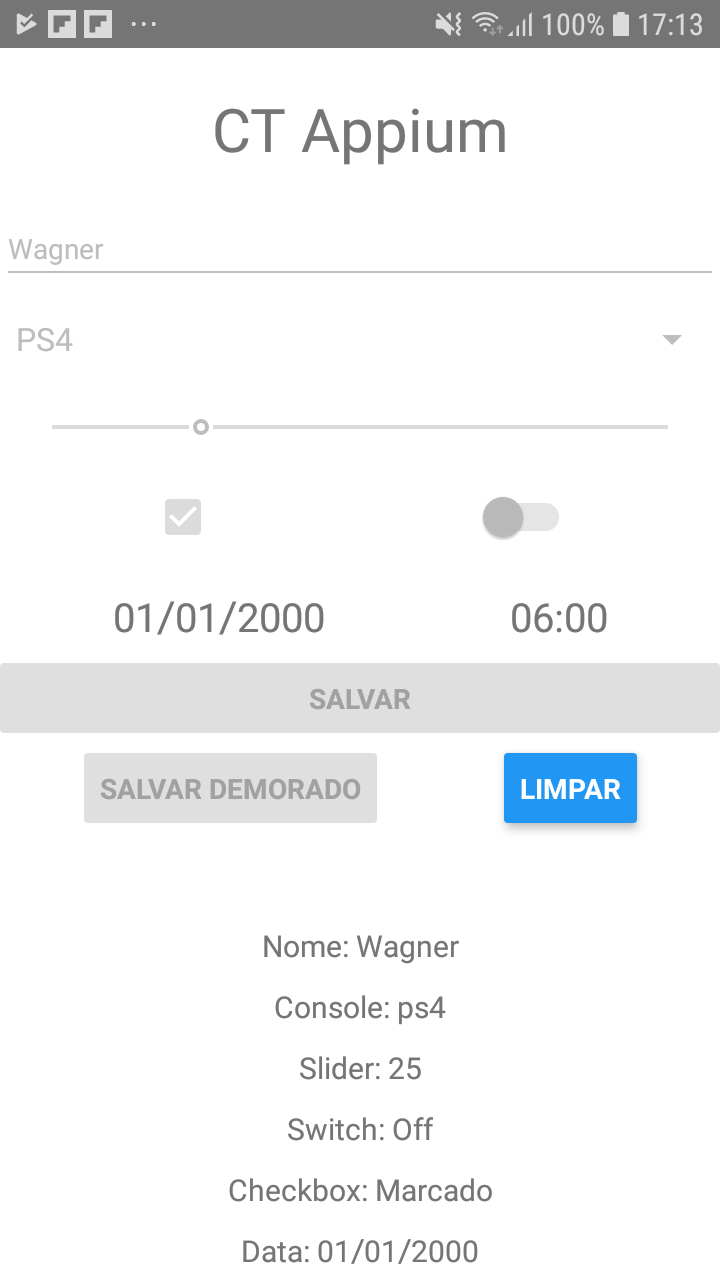 100% 17:13
CT Appium
Wagner
PS4
01/01/2000 06:00
SALVAR
SALVAR DEMORADO LIMPAR
Nome: Wagner
Console: ps4
Slider: 25
Switch: Off
Checkbox: Marcado
Data: 01/01/2000